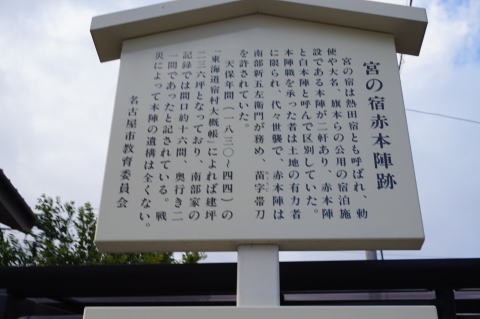 宮の宿赤本陣跡
宮の宿は熱田宿とも呼ばれ、勅
使や大名、旗本らの公用の宿泊施
設である本陣が二軒あり、赤本陣
と白本陣と呼んで区別していた。
本陣職を承った者は土地の有力者
に限られ、代々世襲で、赤本陣は
南部新五左衛門が務め、苗字帯刀
を許されていた。
天保年間(一八三〇〜四四)の
『東海道宿村大概帳』によれば建坪
二三六坪となっており、南部家の
記録では間口約十六間、奥行き二
一間であったと記されている。戦
災によって本陣の遺構は全くない。
名古屋市教育委員会